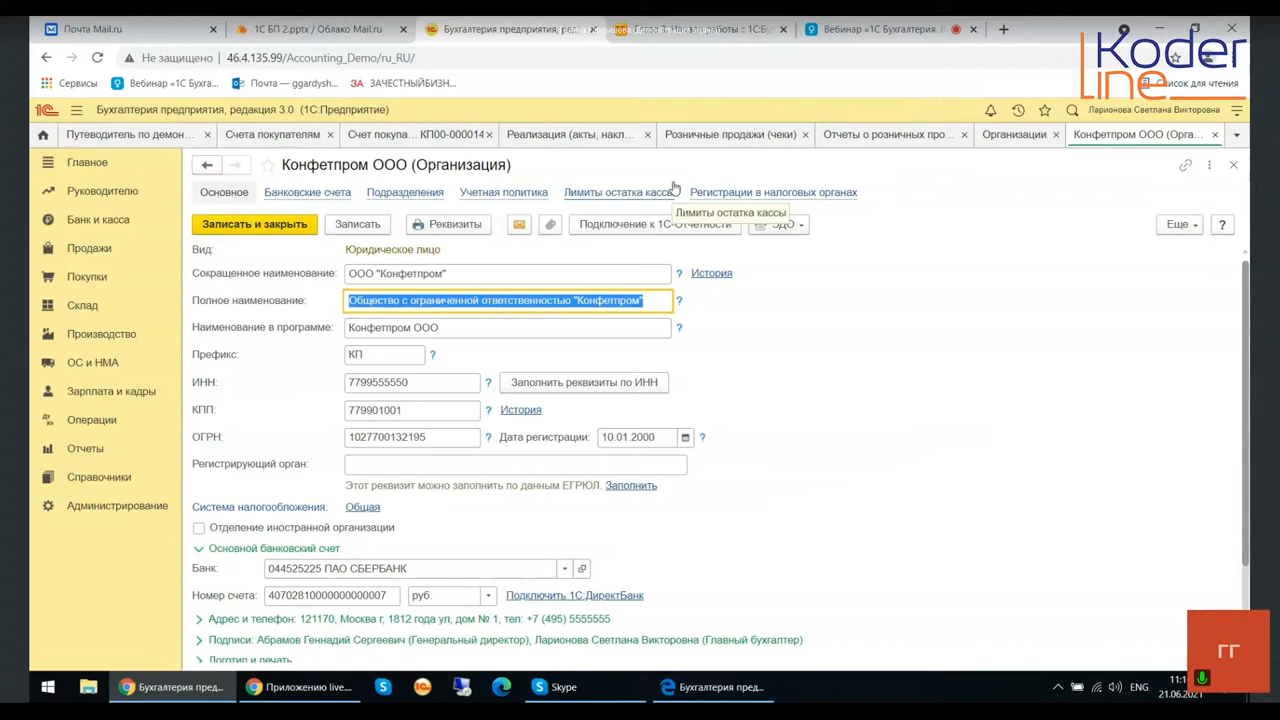 Почта Mail.ru
1С БП 2.pptx / Облако Mail.ru
Бухгалтерия предприятия, р
Вебинар «1С Бухгалтерия. В
Koder
line
Не защищено
46.4.135.99/Accounting_Demo/ru_RU/
Сервисы
Вебинар «1С Бухгал...
Почта — ggardysh...
ЗАЧЕСТНЫЙБИЗН...
Список для чтения
Бухгалтерия предприятия, редакция 3.0 (1С:Предприятие)
Ларионова Светлана Викторовна
Путеводитель по демон...
Счета покупателям
Счет покупа... КП00-000014
Реализация (акты, накл...
Розничные продажи (чеки)
Отчеты о розничных про...
Организации
Конфетпром ООО (Орга...
Главное
Руководителю
Банк и касса
Продажи
Покупки
Склад
Производство
ОС и НМА
Зарплата и кадры
Операции
Отчеты
Справочники
Администрирование
Конфетпром ООО (Организация)
Основное
Банковские счета
Подразделения
Учетная политика
Лимиты остатка кассы
Регистрации в налоговых органах
Лимиты остатка кассы
Записать и закрыть
Записать
Реквизиты
Подключение к 1С-Отчетности
ЭДО
Еще
?
Вид:
Юридическое лицо
Сокращенное наименование:
ООО "Конфетпром"
?
История
Полное наименование:
Общество с ограниченной ответственностью "Конфетпром"
?
Наименование в программе:
Конфетпром ООО
?
Префикс:
КП
?
ИНН:
7799555550
?
Заполнить реквизиты по ИНН
КПП:
779901001
?
История
ОГРН:
1027700132195
?
Дата регистрации:
10.01.2000
?
Регистрирующий орган:
Этот реквизит можно заполнить по данным ЕГРЮЛ. Заполнить
Система налогообложения:
Общая
Отделение иностранной организации
Основной банковский счет
Банк:
044525225 ПАО СБЕРБАНК
Номер счета:
40702810000000000007
руб.
Подключить 1С:ДиректБанк
Адрес и телефон: 121170, Москва г, 1812 года ул, дом № 1, тел: +7 (495) 5555555
Подписи: Абрамов Геннадий Сергеевич (Генеральный директор), Ларионова Светлана Викторовна (Главный бухгалтер)
Логотип и печать
ГГ
Бухгалтерия пред...
Приложению live....
Skype
Бухгалтерия пред...
ENG